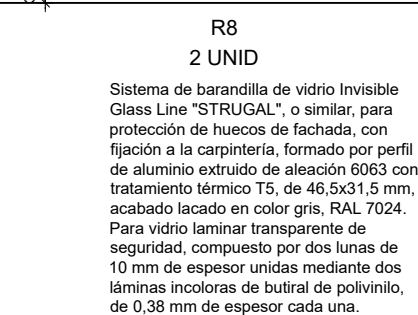 R8
2 UNID
Sistema de barandilla de vidrio Invisible
Glass Line "STRUGAL", o similar, para
protección de huecos de fachada, con
fijación a la carpintería, formado por perfil
de aluminio extruido de aleación 6063 con
tratamiento térmico T5, de 46,5x31,5 mm,
acabado lacado en color gris, RAL 7024.
Para vidrio laminar transparente de
seguridad, compuesto por dos lunas de
10 mm de espesor unidas mediante dos
láminas incoloras de butiral de polivinilo,
de 0,38 mm de espesor cada una.